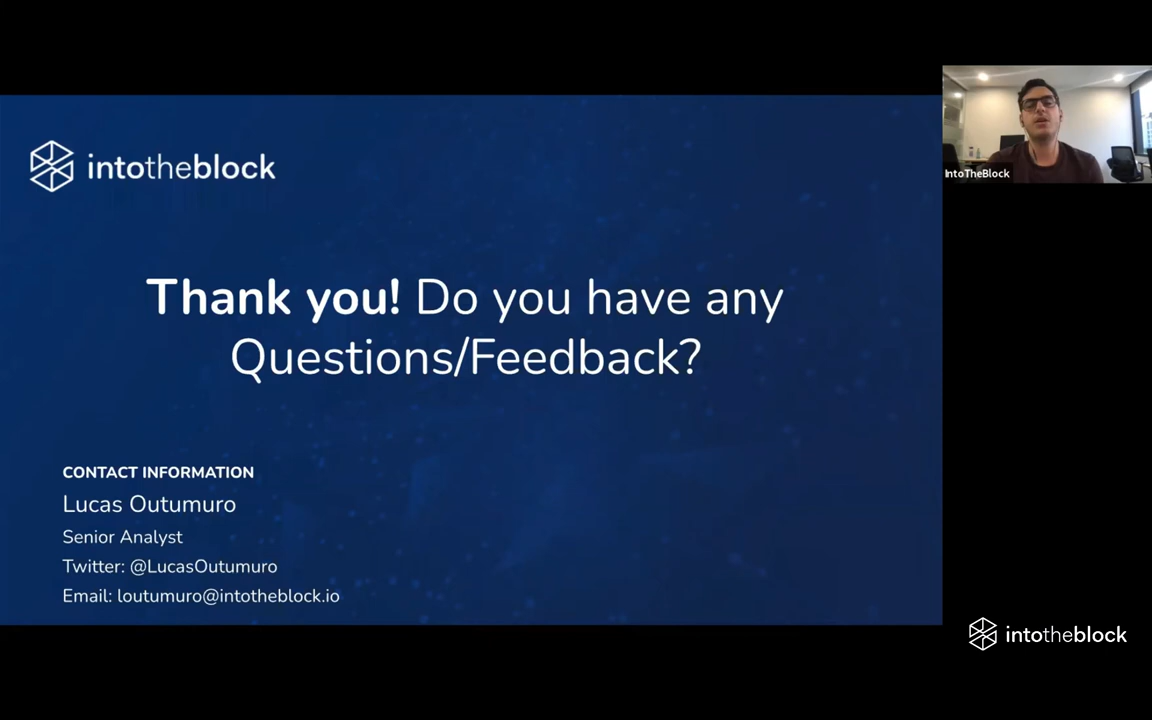 intotheblock
IntoTheBlock
Thank you! Do you have any
Questions/Feedback?
CONTACT INFORMATION
Lucas Outumuro
Senior Analyst
Twitter: @LucasOutumuro
Email: loutumuro@intotheblock.io
intotheblock